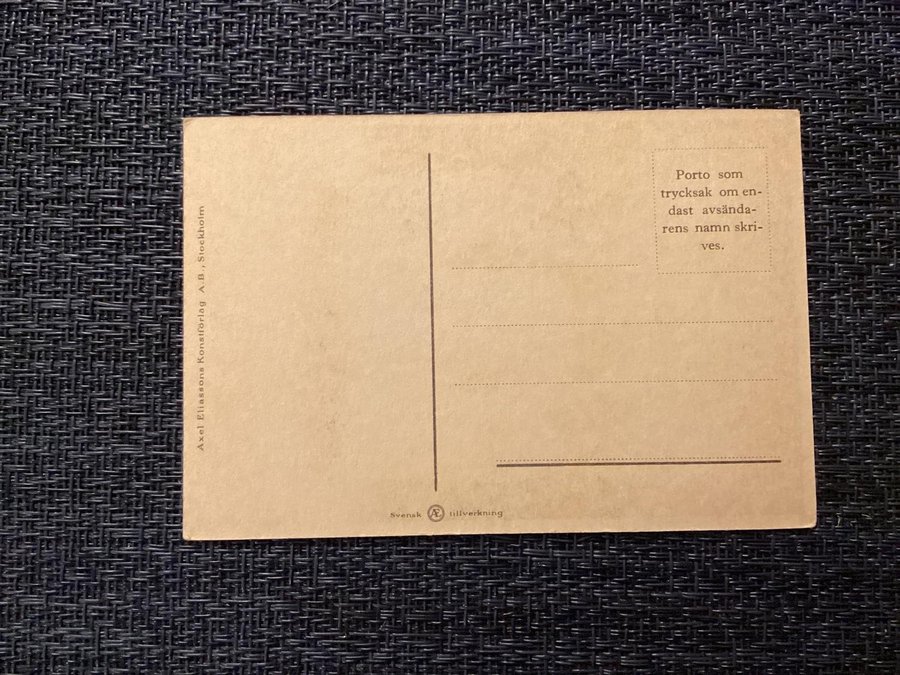 Porto som
trycksak om en-
dast avsända-
rens namn skri-
ves.
Axel Eliassons Konstförlag A.B., Stockholm
Svensk Æ tillverkning